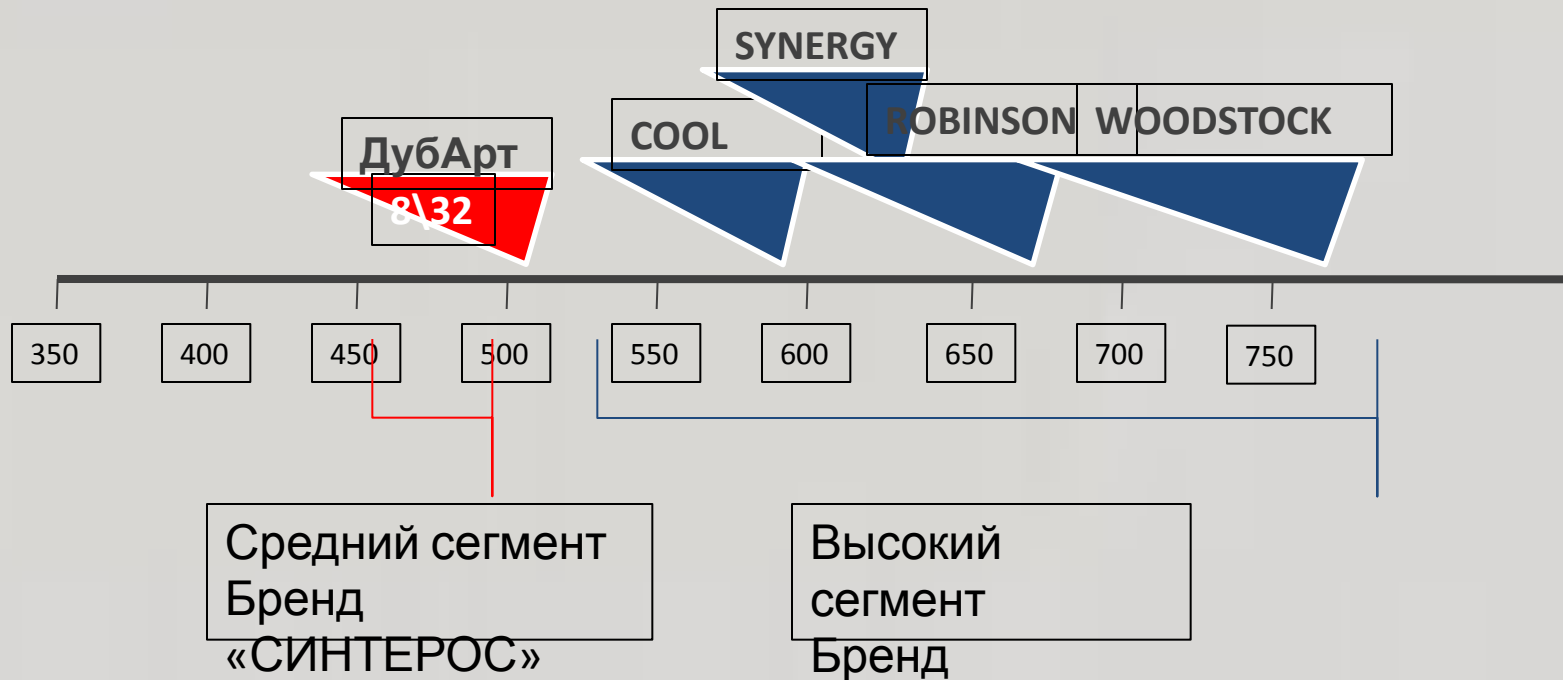 SYNERGY
ДубАрт
COOL
ROBINSON
WOODSTOCK
8\32
350
400
450
500
550
600
650
700
750
Средний сегмент
Бренд
«СИНТЕРОС»
Высокий
сегмент
Бренд